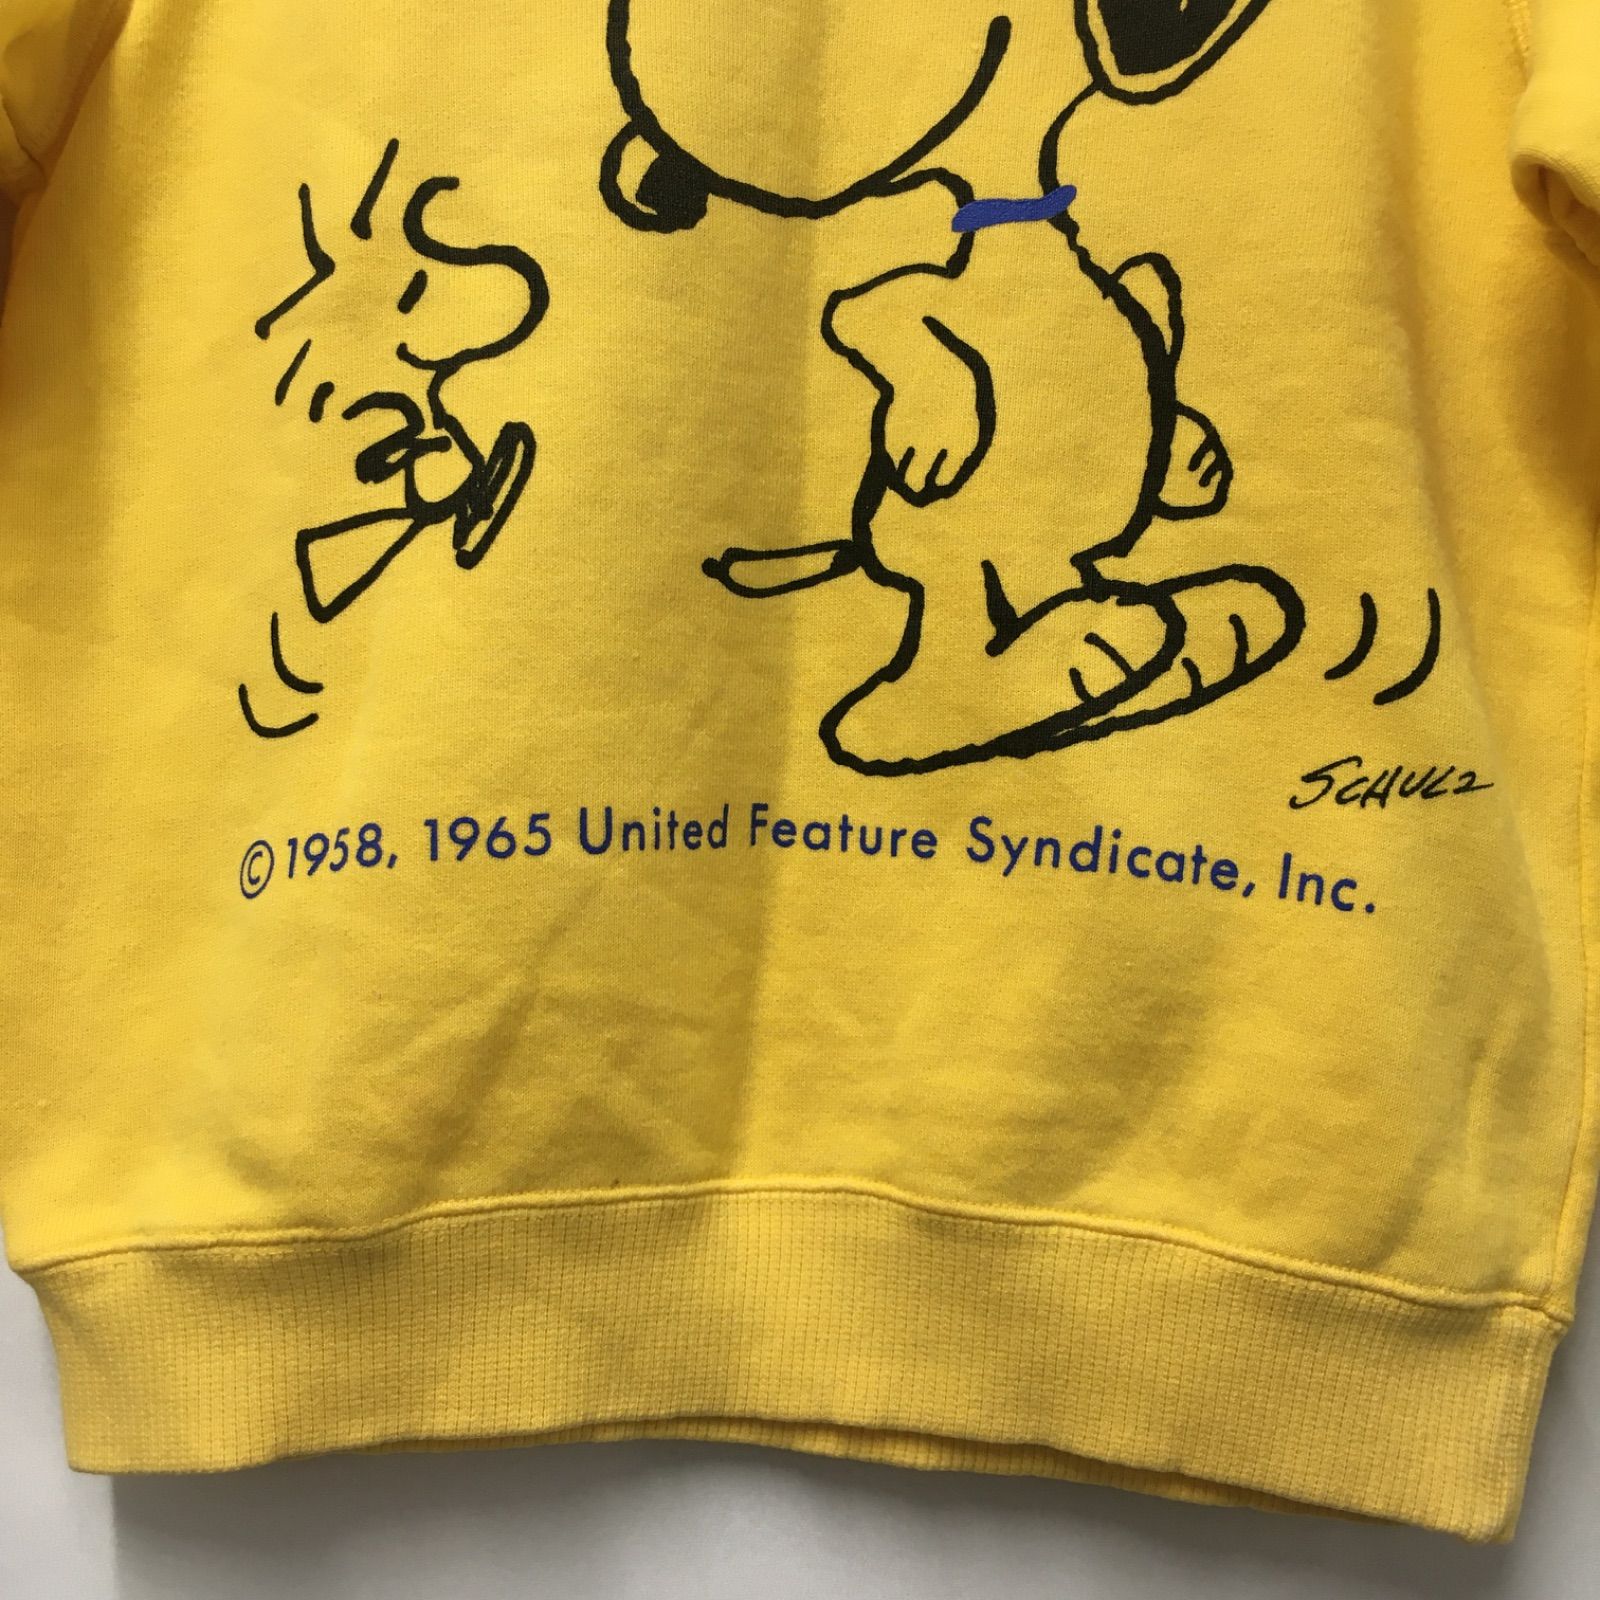 SCHULZ
©1958, 1965 United Feature Syndicate, Inc.